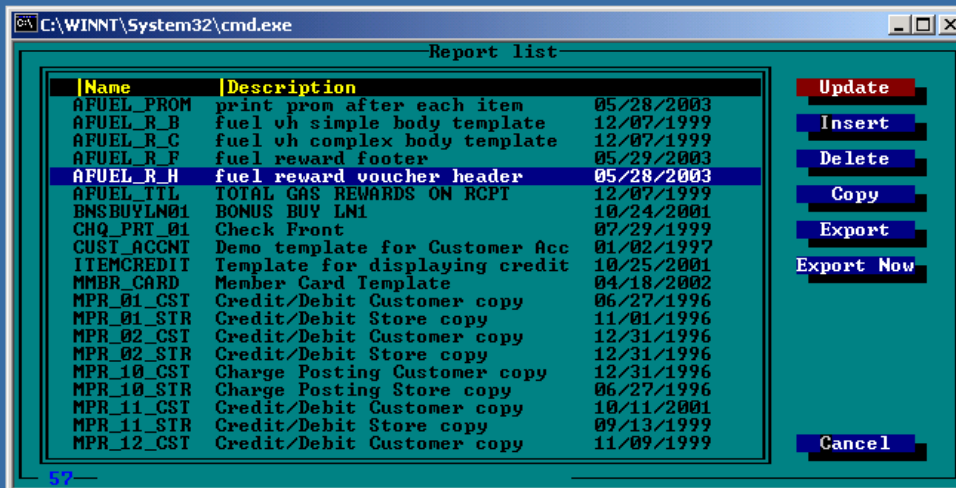 C:\WINNT\System32\cmd.exe
Report list
|Name |Description
AFUEL_PROM print prom after each item 05/28/2003
AFUEL_R_B fuel vh simple body template 12/07/1999
AFUEL_R_C fuel vh complex body template 12/07/1999
AFUEL_R_F fuel reward footer 05/29/2003
AFUEL_R_H fuel reward voucher header 05/28/2003
AFUEL_TTL TOTAL GAS REWARDS ON RCPT 12/07/1999
BNSBUYLN01 BONUS BUY LN1 10/24/2001
CHQ_PRT_01 Check Front 07/29/1999
CUST_ACCNT Demo template for Customer Acc 01/02/1997
ITEMCREDIT Template for displaying credit 10/25/2001
MMBR_CARD Member Card Template 04/18/2002
MPR_01_CST Credit/Debit Customer copy 06/27/1996
MPR_01_STR Credit/Debit Store copy 11/01/1996
MPR_02_CST Credit/Debit Customer copy 12/31/1996
MPR_02_STR Credit/Debit Store copy 12/31/1996
MPR_10_CST Charge Posting Customer copy 12/31/1996
MPR_10_STR Charge Posting Store copy 06/27/1996
MPR_11_CST Credit/Debit Customer copy 10/11/2001
MPR_11_STR Credit/Debit Store copy 09/13/1999
MPR_12_CST Credit/Debit Customer copy 11/09/1999
Update
Insert
Delete
Copy
Export
Export Now
Cancel
57